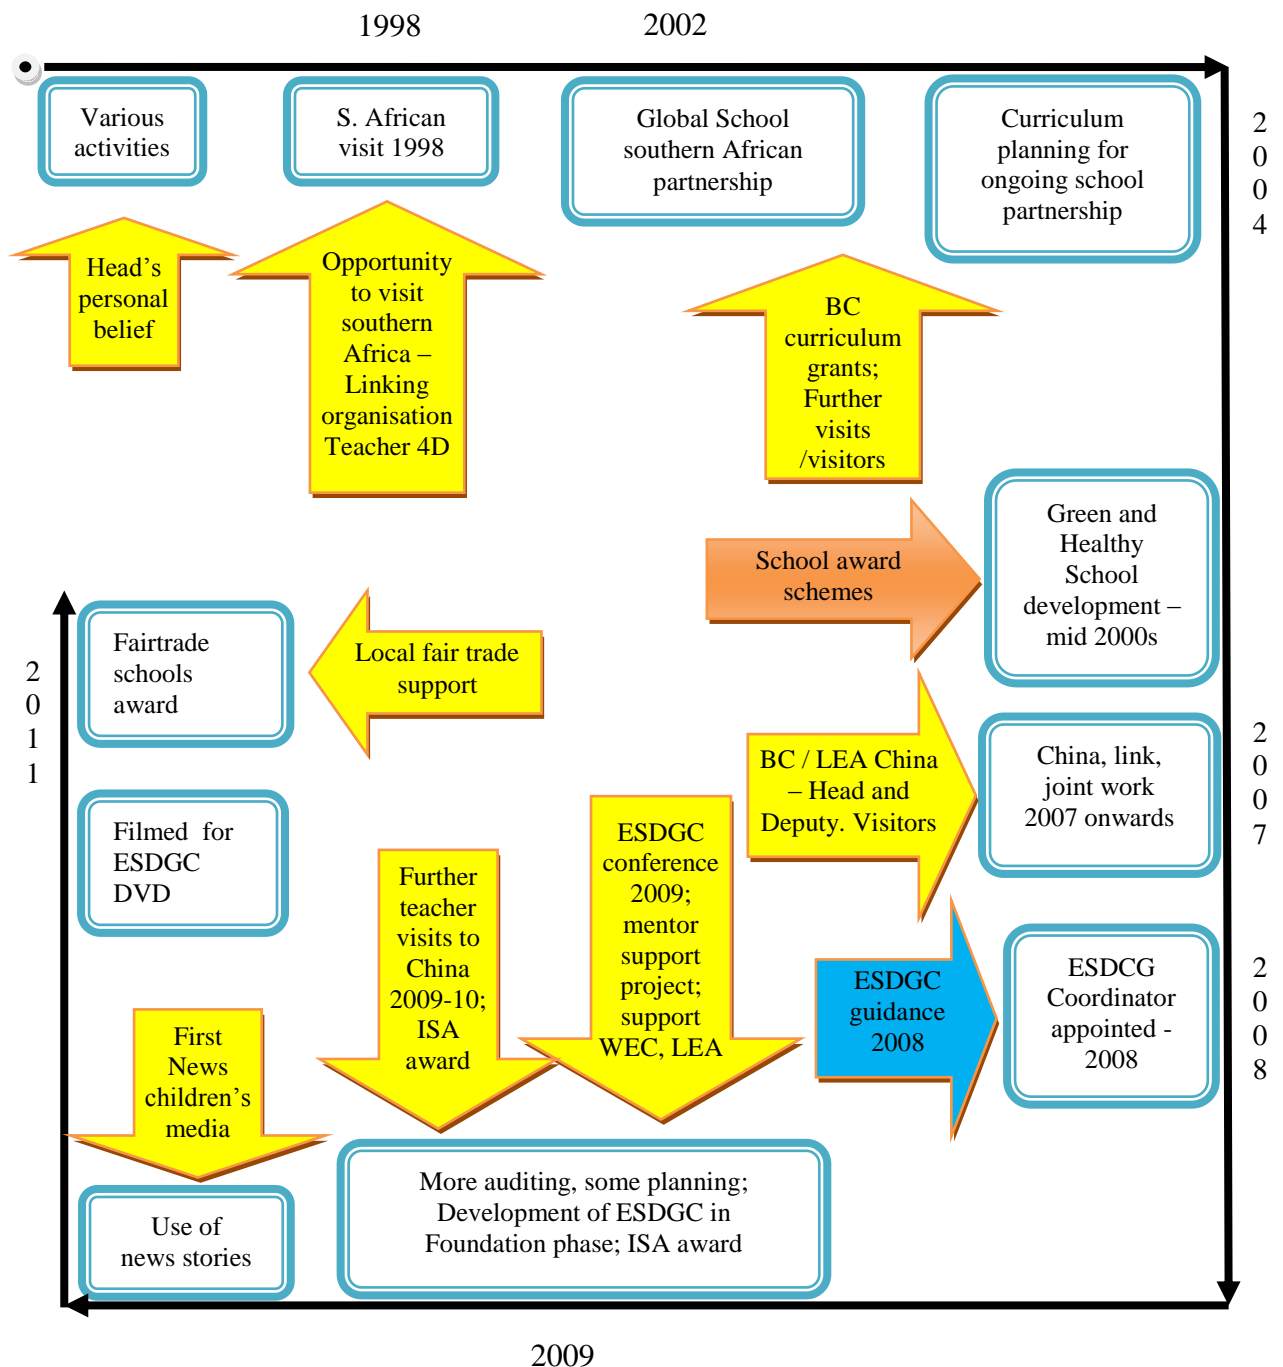 1998
2002
Various
activities
S. African
visit 1998
Global School
southern African
partnership
Curriculum
planning for
ongoing school
partnership
2
0
0
4
Head's
personal
belief
Opportunity
to visit
southern
Africa –
Linking
organisation
Teacher 4D
BC
curriculum
grants;
Further
visits
/visitors
School award
schemes
Green and
Healthy
School
development –
mid 2000s
2
0
1
1
Fairtrade
schools
award
Local fair trade
support
BC / LEA China
– Head and
Deputy. Visitors
China, link,
joint work
2007 onwards
2
0
0
7
Filmed for
ESDGC
DVD
Further
teacher
visits to
China
2009-10;
ISA
award
ESDGC
conference
2009;
mentor
support
project;
support
WEC, LEA
ESDGC
guidance
2008
ESDCG
Coordinator
appointed -
2008
2
0
0
8
First
News
children's
media
Use of
news stories
More auditing, some planning;
Development of ESDGC in
Foundation phase; ISA award
2009